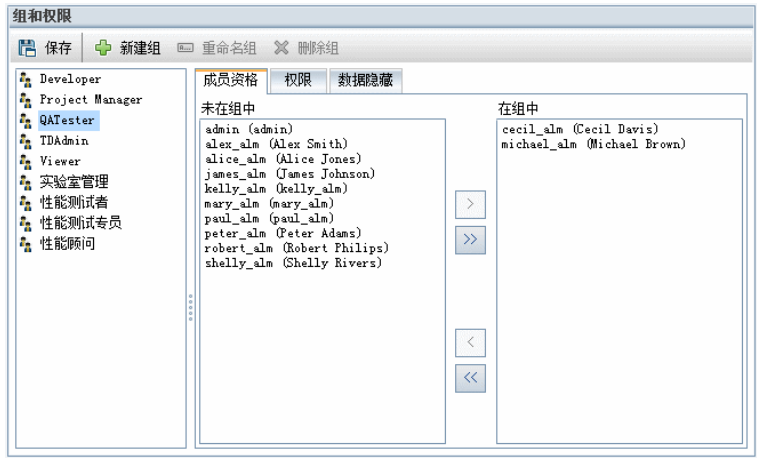 组和权限
保存 新建组 重命名组 删除组
Developer
Project Manager
QATester
TDAdmin
Viewer
实验室管理
性能测试者
性能测试专员
性能顾问
成员资格 权限 数据隐藏
未在组中
admin (admin)
alex_alm (Alex Smith)
alice_alm (Alice Jones)
james_alm (James Johnson)
kelly_alm (kelly_alm)
mary_alm (mary_alm)
paul_alm (paul_alm)
peter_alm (Peter Adams)
robert_alm (Robert Philips)
shelly_alm (Shelly Rivers)
>
>>
<
<<
在组中
cecil_alm (Cecil Davis)
michael_alm (Michael Brown)